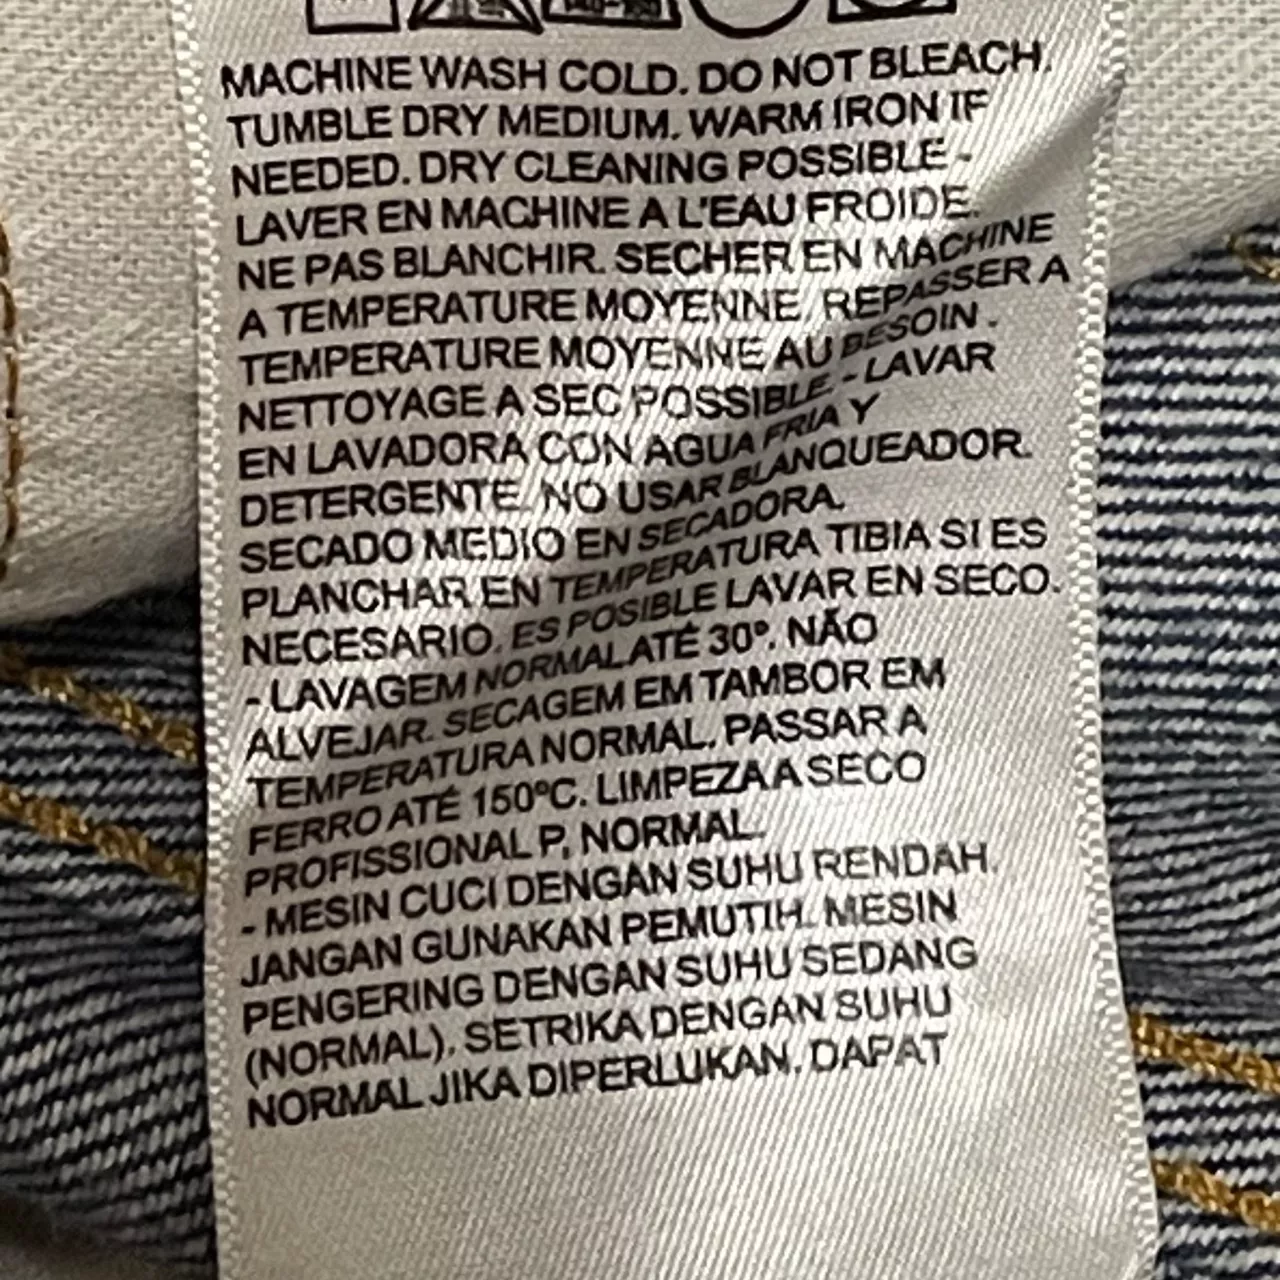 MACHINE WASH COLD. DO NOT BLEACH.
TUMBLE DRY MEDIUM. WARM IRON IF
NEEDED. DRY CLEANING POSSIBLE -
LAVER EN MACHINE A L'EAU FROIDE.
NE PAS BLANCHIR. SECHER EN MACHINE
A TEMPERATURE MOYENNE. REPASSER A
TEMPERATURE MOYENNE AU BESOIN.
NETTOYAGE A SEC POSSIBLE. - LAVAR
EN LAVADORA CON AGUA FRIA Y
DETERGENTE. NO USAR BLANQUEADOR.
SECADO MEDIO EN SECADORA.
PLANCHAR EN TEMPERATURA TIBIA SI ES
NECESARIO. ES POSIBLE LAVAR EN SECO.
- LAVAGEM NORMAL ATÉ 30º. NÃO
ALVEJAR. SECAGEM EM TAMBOR EM
TEMPERATURA NORMAL. PASSAR A
FERRO ATÉ 150ºC. LIMPEZA A SECO
PROFISSIONAL P, NORMAL.
- MESIN CUCI DENGAN SUHU RENDAH.
JANGAN GUNAKAN PEMUTIH. MESIN
PENGERING DENGAN SUHU SEDANG
(NORMAL). SETRIKA DENGAN SUHU
NORMAL JIKA DIPERLUKAN. DAPAT